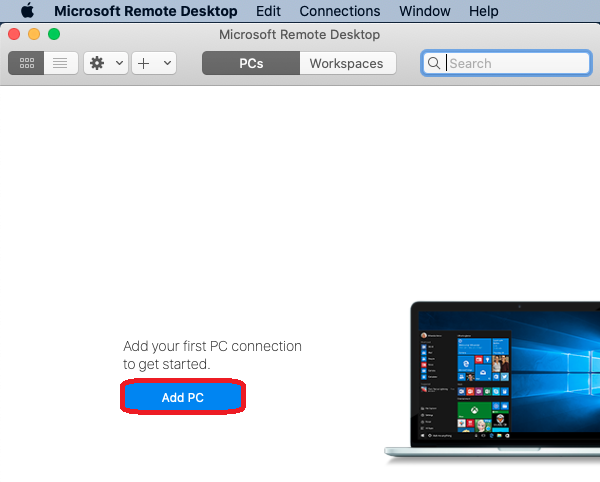 Microsoft Remote Desktop Edit Connections Window Help
Microsoft Remote Desktop
PCs Workspaces Search
Add your first PC connection
to get started.
Add PC